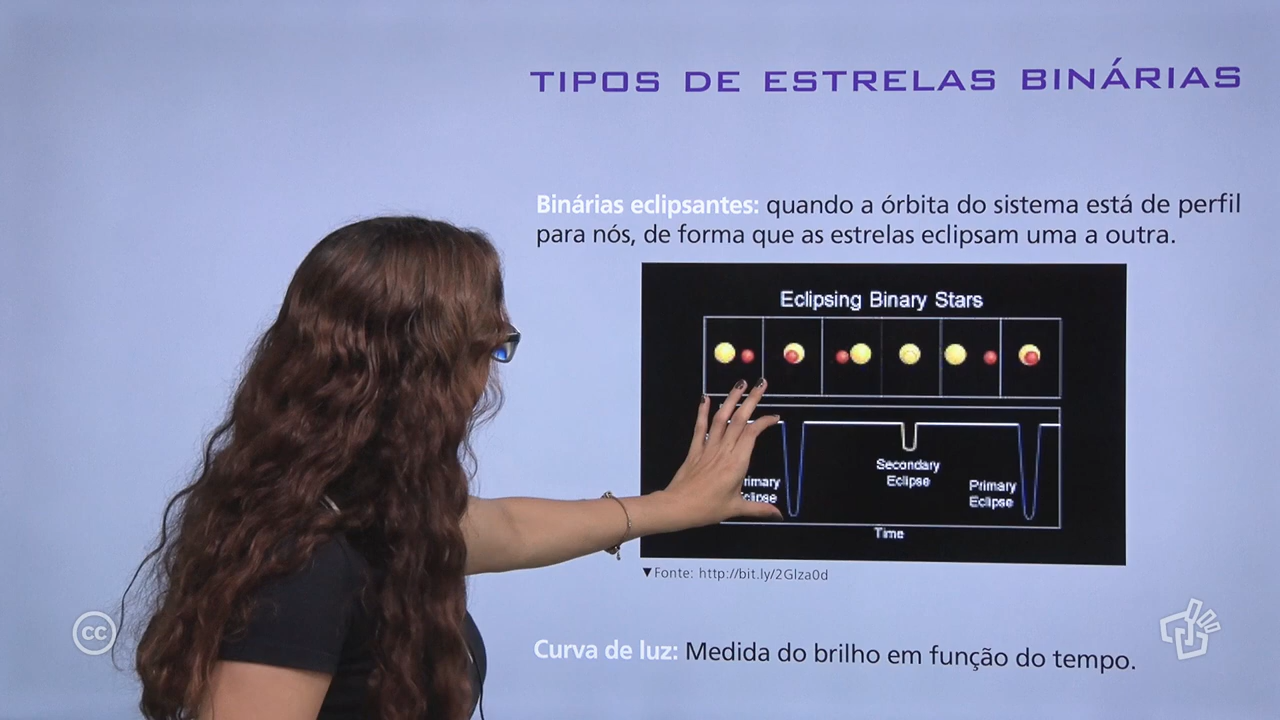 TIPOS DE ESTRELAS BINÁRIAS
Binárias eclipsantes: quando a órbita do sistema está de perfil
para nós, de forma que as estrelas eclipsam uma a outra.
Eclipsing Binary Stars
Secondary
Eclipse
Primary
Eclipse
Time
▼Fonte: http://bit.ly/2Glza0d
Curva de luz: Medida do brilho em função do tempo.
cc